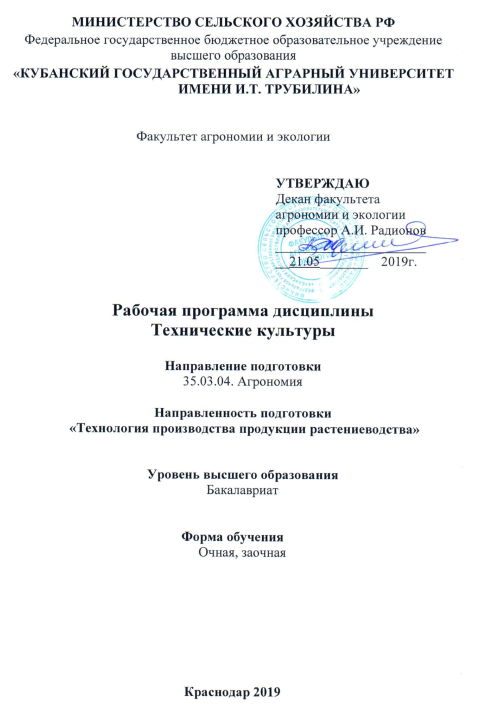 МИНИСТЕРСТВО СЕЛЬСКОГО ХОЗЯЙСТВА РФ
Федеральное государственное бюджетное образовательное учреждение
высшего образования
«КУБАНСКИЙ ГОСУДАРСТВЕННЫЙ АГРАРНЫЙ УНИВЕРСИТЕТ
ИМЕНИ И.Т. ТРУБИЛИНА»
Факультет агрономии и экологии
УТВЕРЖДАЮ
Декан факультета
агрономии и экологии
профессор А.И. Радионов
21.05 2019г.
Рабочая программа дисциплины
Технические культуры
Направление подготовки
35.03.04. Агрономия
Направленность подготовки
«Технология производства продукции растениеводства»
Уровень высшего образования
Бакалавриат
Форма обучения
Очная, заочная
Краснодар 2019